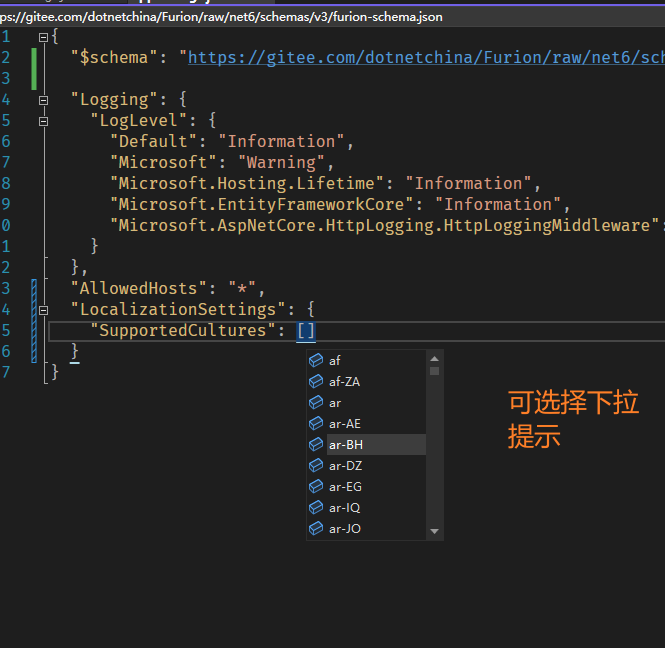 ps://gitee.com/dotnetchina/Furion/raw/net6/schemas/v3/furion-schema.json
1 {
2 "$schema": "https://gitee.com/dotnetchina/Furion/raw/net6/sch
3
4 "Logging": {
5 "LogLevel": {
6 "Default": "Information",
7 "Microsoft": "Warning",
8 "Microsoft.Hosting.Lifetime": "Information",
9 "Microsoft.EntityFrameworkCore": "Information",
0 "Microsoft.AspNetCore.HttpLogging.HttpLoggingMiddleware":
1 }
2 },
3 "AllowedHosts": "*",
4 "LocalizationSettings": {
5 "SupportedCultures": []
6 }
7 }
af
af-ZA
ar
ar-AE
ar-BH
ar-DZ
ar-EG
ar-IQ
ar-JO
可选择下拉
提示